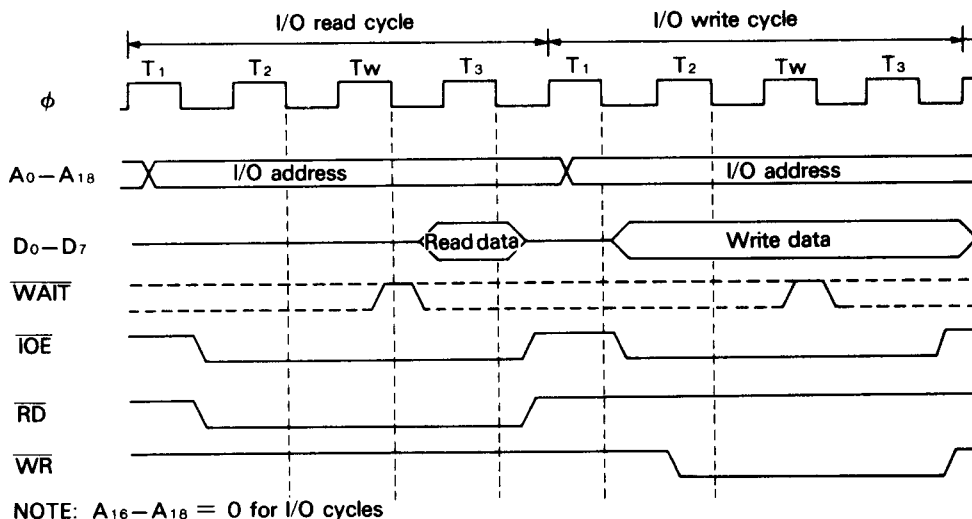 I/O read cycle I/O write cycle
T1 T2 TW T3 T1 T2 TW T3
ϕ
A0–A18 I/O address I/O address
D0–D7 Read data Write data
WAIT
IOE
RD
WR
NOTE: A16–A18 = 0 for I/O cycles